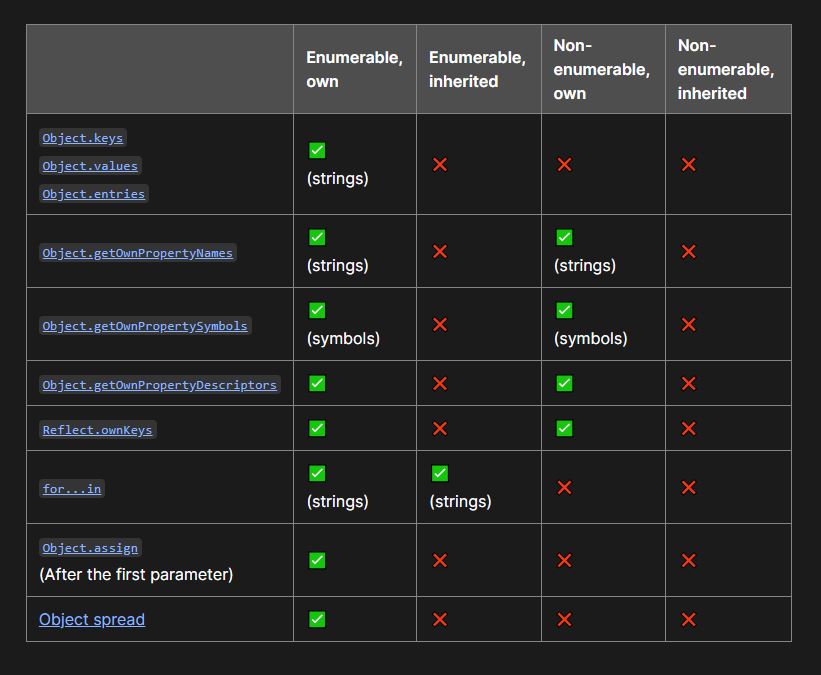 Enumerable, own
Enumerable, inherited
Non-enumerable, own
Non-enumerable, inherited
Object.keys
Object.values
Object.entries
(strings)
Object.getOwnPropertyNames
(strings)
(strings)
Object.getOwnPropertySymbols
(symbols)
(symbols)
Object.getOwnPropertyDescriptors
Reflect.ownKeys
for...in
(strings)
(strings)
Object.assign
(After the first parameter)
Object spread